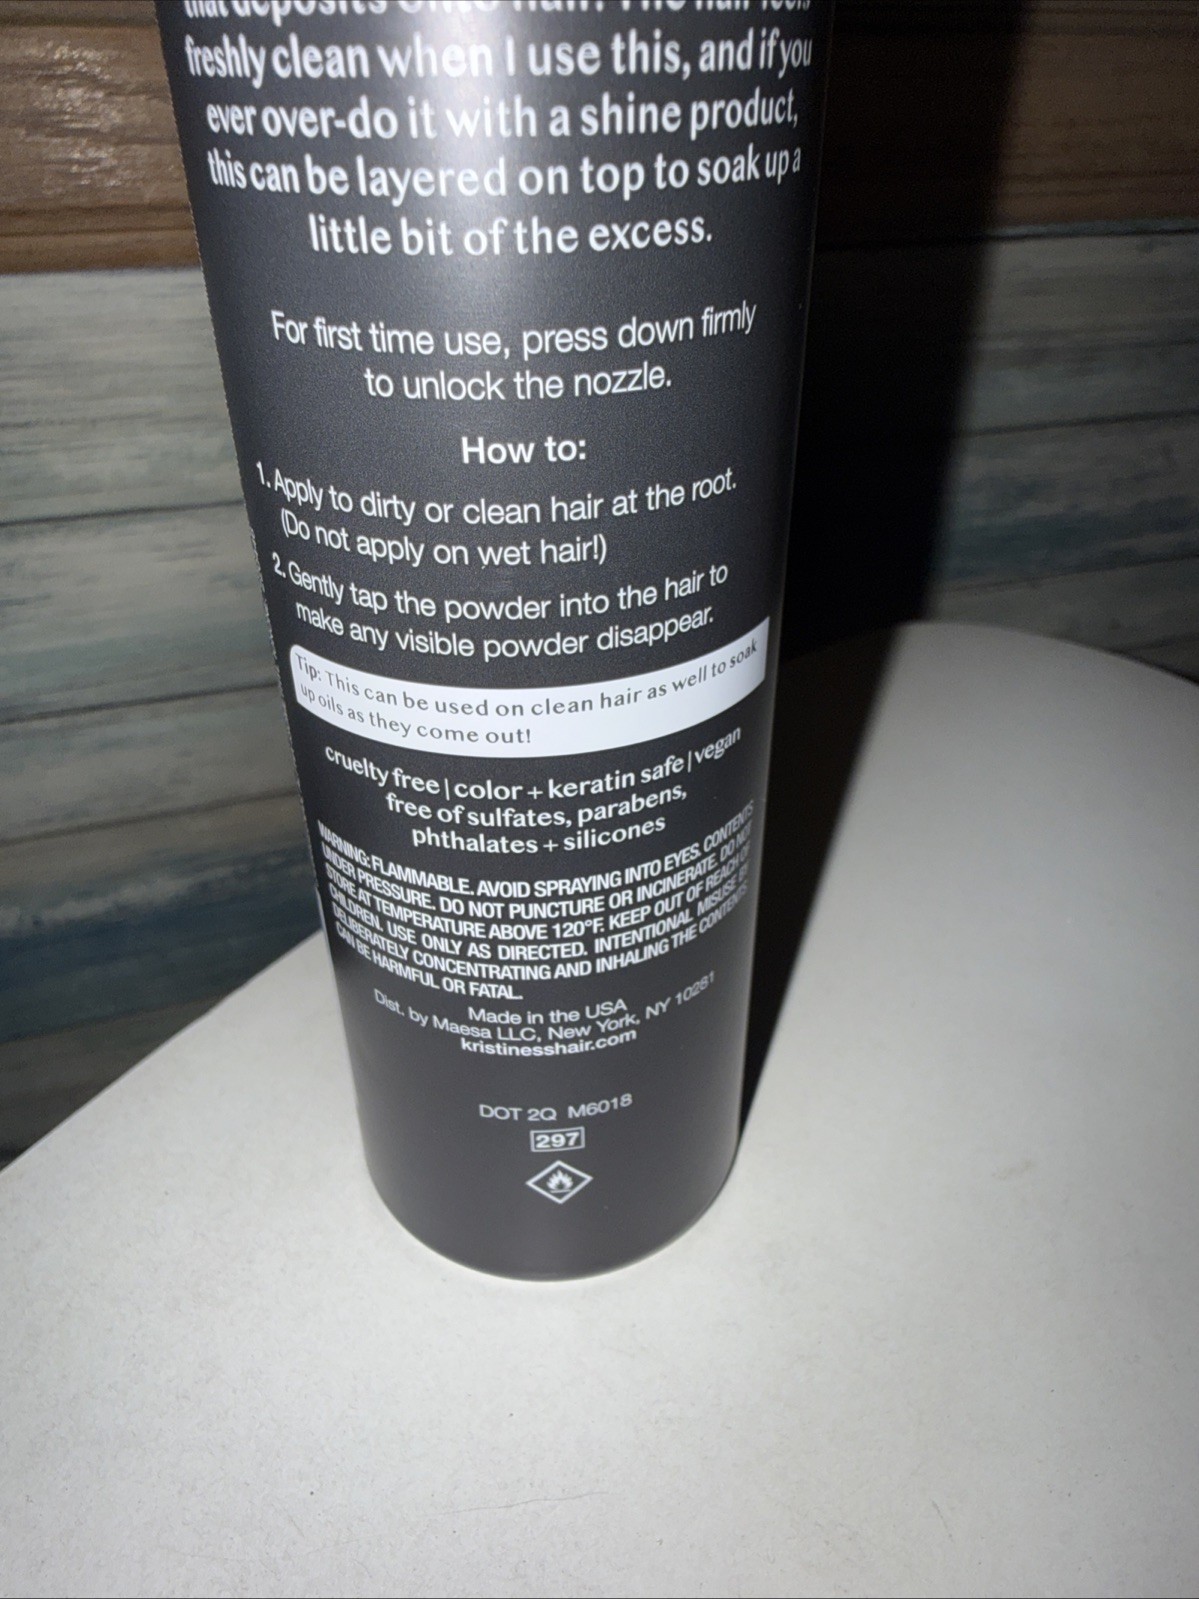 that deposits onto hair. The hair feels
freshly clean when I use this, and if you
ever over-do it with a shine product,
this can be layered on top to soak up a
little bit of the excess.
For first time use, press down firmly
to unlock the nozzle.
How to:
1. Apply to dirty or clean hair at the root.
(Do not apply on wet hair!)
2. Gently tap the powder into the hair to
make any visible powder disappear.
Tip: This can be used on clean hair as well to soak
up oils as they come out!
cruelty free | color + keratin safe | vegan
free of sulfates, parabens,
phthalates + silicones
WARNING: FLAMMABLE. AVOID SPRAYING INTO EYES. CONTENTS
UNDER PRESSURE. DO NOT PUNCTURE OR INCINERATE. DO NOT
STORE AT TEMPERATURE ABOVE 120°F. KEEP OUT OF REACH OF
CHILDREN. USE ONLY AS DIRECTED. INTENTIONAL MISUSE BY
DELIBERATELY CONCENTRATING AND INHALING THE CONTENTS
CAN BE HARMFUL OR FATAL.
Made in the USA
Dist. by Maesa LLC, New York, NY 10281
kristinesshair.com
DOT 2Q M6018
297